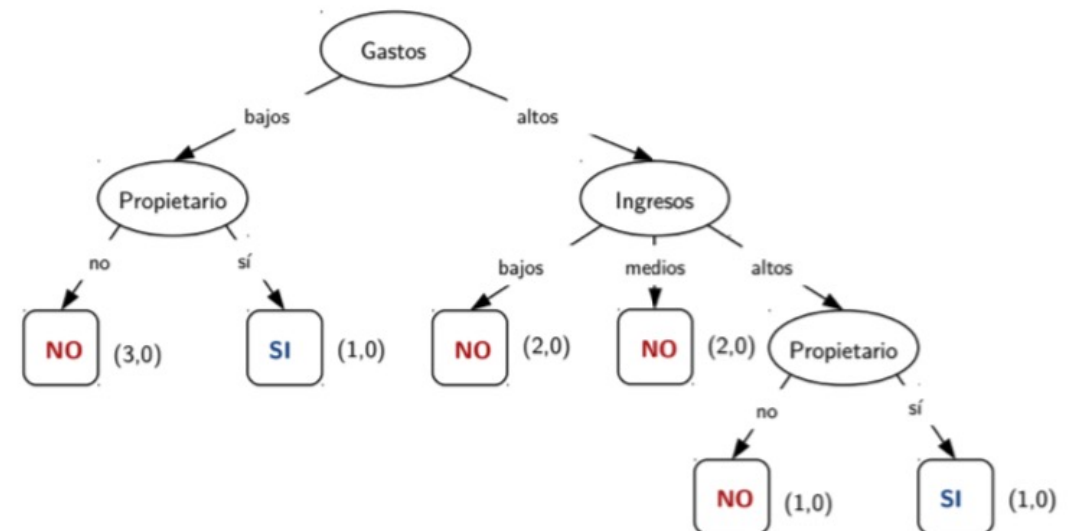 Gastos
bajos
altos
Propietario
Ingresos
no
sí
bajos
medios
altos
NO (3,0)
SI (1,0)
NO (2,0)
NO (2,0)
Propietario
no
sí
NO (1,0)
SI (1,0)